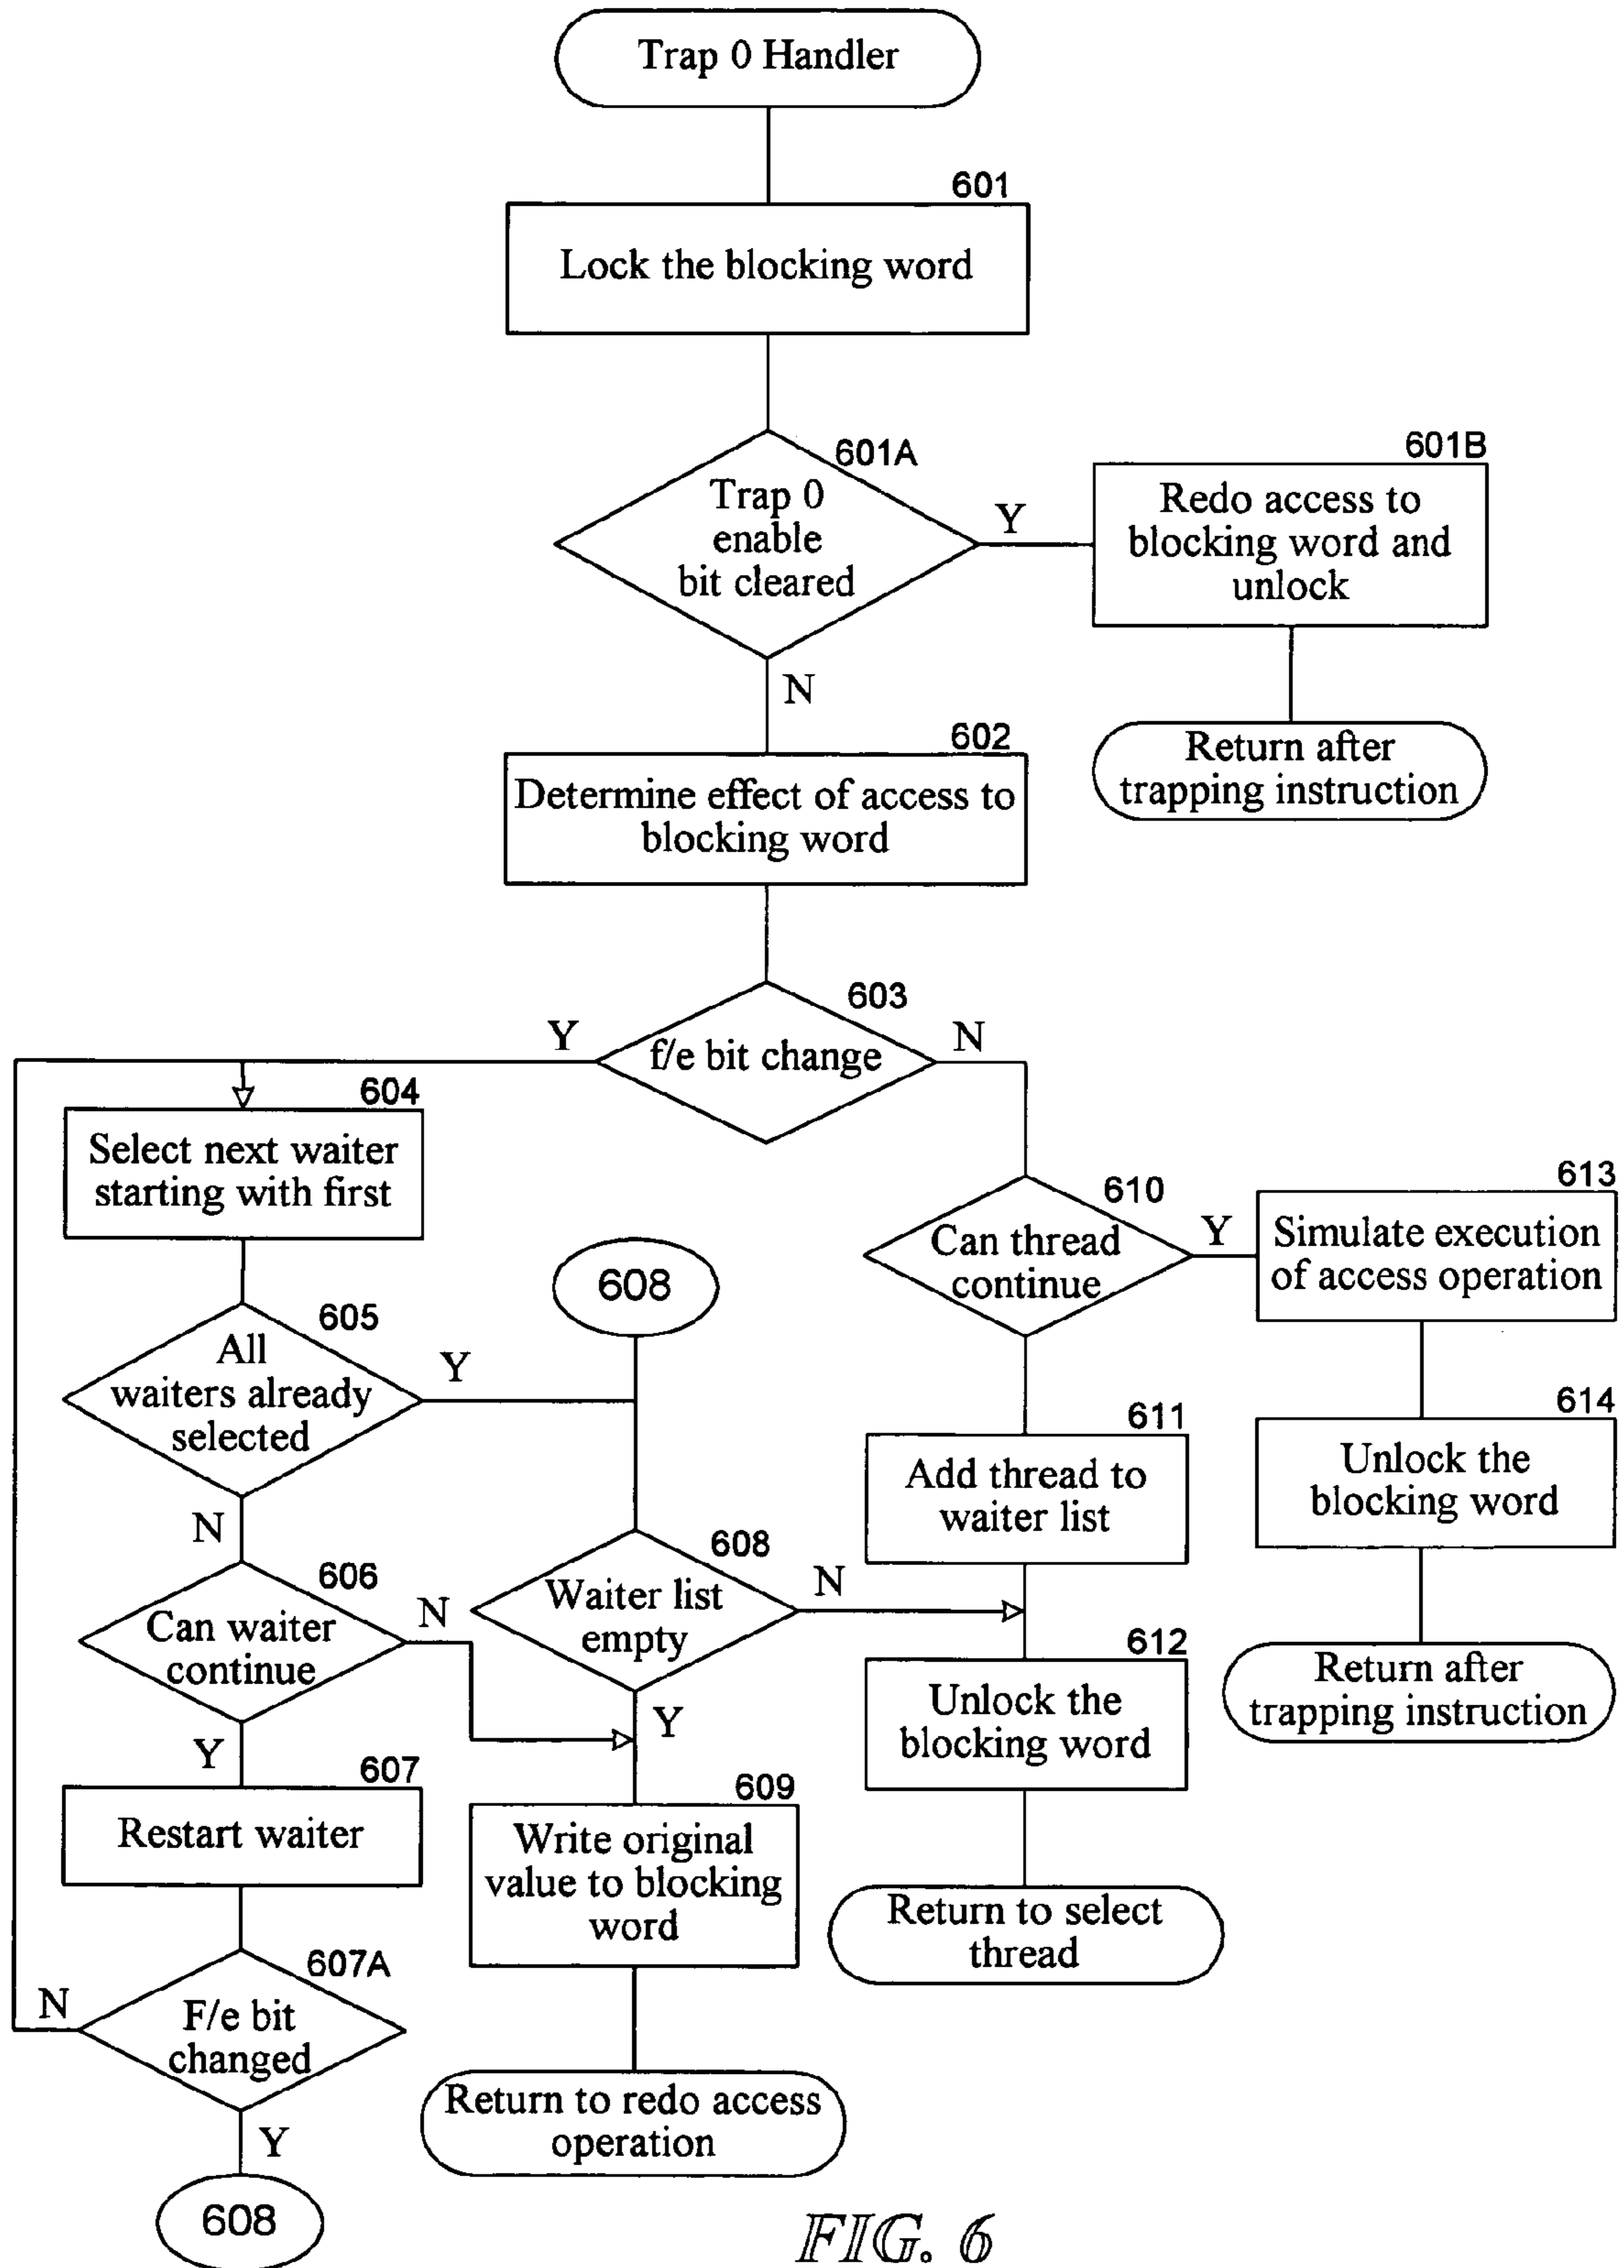 Trap 0 Handler
601
Lock the blocking word
601A
Trap 0
enable
bit cleared
Y
N
601B
Redo access to
blocking word and
unlock
Return after
trapping instruction
602
Determine effect of access to
blocking word
603
f/e bit change
Y
N
604
Select next waiter
starting with first
605
All
waiters already
selected
Y
N
606
Can waiter
continue
N
Y
607
Restart waiter
607A
F/e bit
changed
N
Y
608
608
608
Waiter list
empty
N
Y
609
Write original
value to blocking
word
Return to redo access
operation
610
Can thread
continue
Y
611
Add thread to
waiter list
612
Unlock the
blocking word
Return to select
thread
613
Simulate execution
of access operation
614
Unlock the
blocking word
Return after
trapping instruction
FIG. 6